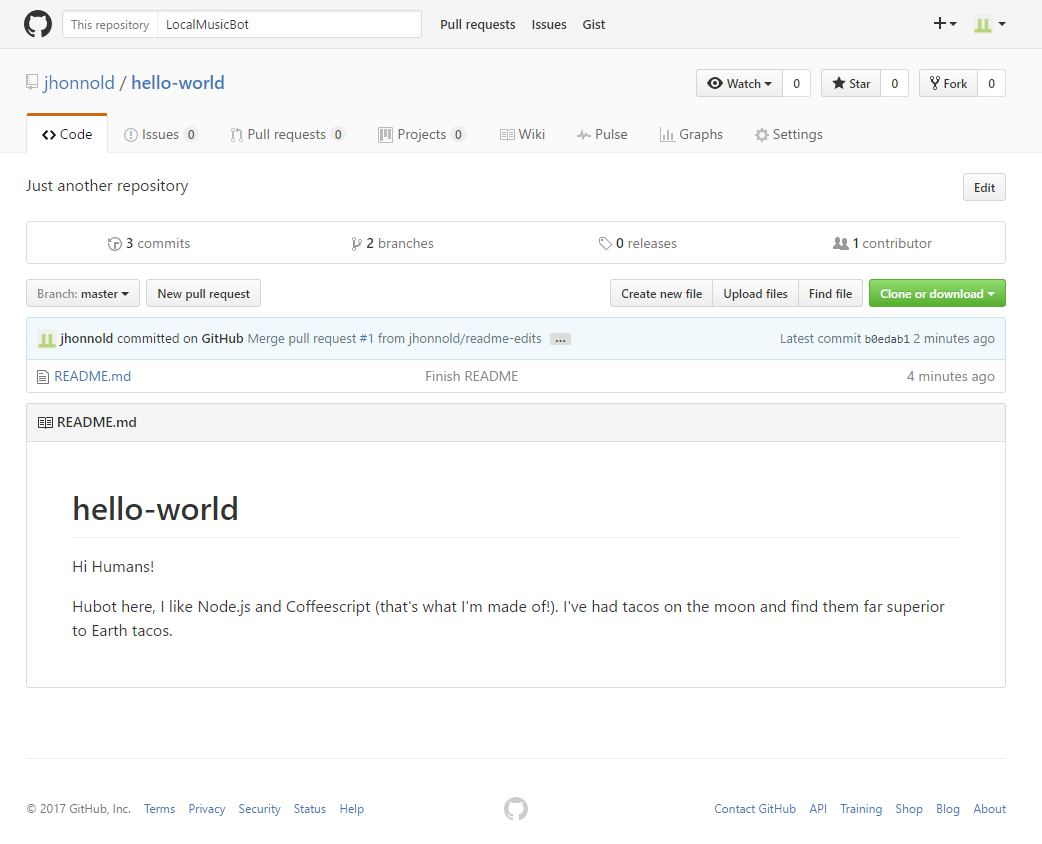 This repository LocalMusicBot Pull requests Issues Gist
jhonnold / hello-world Watch 0 Star 0 Fork 0
Code Issues 0 Pull requests 0 Projects 0 Wiki Pulse Graphs Settings
Just another repository Edit
3 commits 2 branches 0 releases 1 contributor
Branch: master New pull request Create new file Upload files Find file Clone or download
jhonnold committed on GitHub Merge pull request #1 from jhonnold/readme-edits ... Latest commit b0edab1 2 minutes ago
README.md Finish README 4 minutes ago
README.md
hello-world
Hi Humans!
Hubot here, I like Node.js and Coffeescript (that's what I'm made of!). I've had tacos on the moon and find them far superior
to Earth tacos.
© 2017 GitHub, Inc. Terms Privacy Security Status Help Contact GitHub API Training Shop Blog About